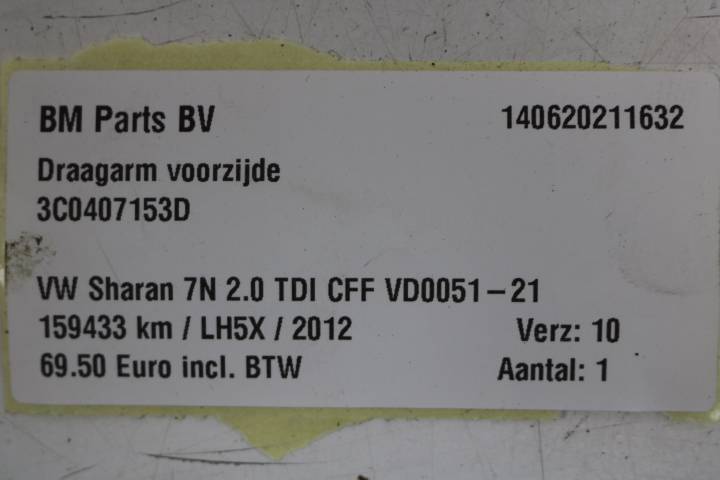 BM Parts BV 140620211632
Draagarm voorzijde
3C0407153D
VW Sharan 7N 2.0 TDI CFF VD0051-21
159433 km / LH5X / 2012 Verz: 10
69.50 Euro incl. BTW Aantal: 1